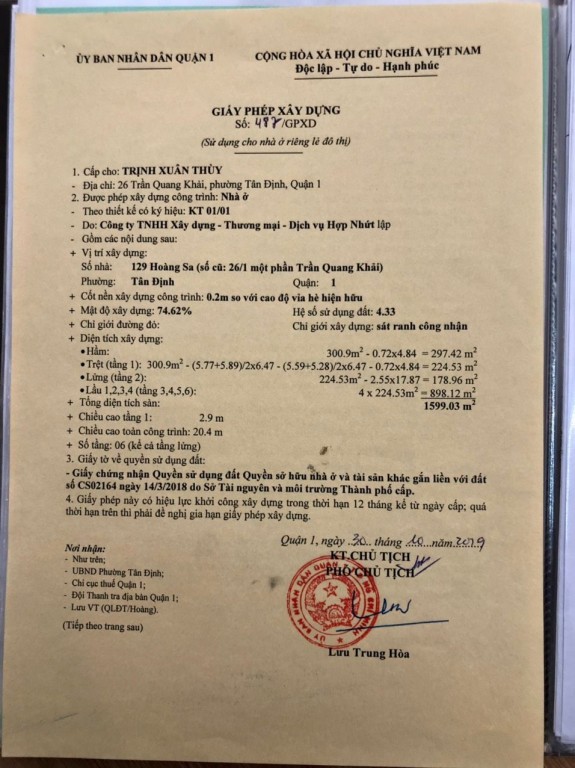 ỦY BAN NHÂN DÂN QUẬN 1
CỘNG HÒA XÃ HỘI CHỦ NGHĨA VIỆT NAM
Độc lập - Tự do - Hạnh phúc
GIẤY PHÉP XÂY DỰNG
Số: 487/GPXD
(Sử dụng cho nhà ở riêng lẻ đô thị)
1. Cấp cho: TRỊNH XUÂN THÙY
- Địa chỉ: 26 Trần Quang Khải, phường Tân Định, Quận 1
2. Được phép xây dựng công trình: Nhà ở
- Theo thiết kế có ký hiệu: KT 01/01
- Do: Công ty TNHH Xây dựng - Thương mại - Dịch vụ Hợp Nhứt lập
- Gồm các nội dung sau:
+ Vị trí xây dựng:
Số nhà: 129 Hoàng Sa (số cũ: 26/1 một phần Trần Quang Khải)
Phường: Tân Định Quận: 1
+ Cốt nền xây dựng công trình: 0.2m so với cao độ vỉa hè hiện hữu
+ Mật độ xây dựng: 74.62% Hệ số sử dụng đất: 4.33
+ Chỉ giới đường đỏ: Chỉ giới xây dựng: sát ranh công nhận
+ Diện tích xây dựng:
•Hầm: 300.9m² - 0.72x4.84 = 297.42 m²
•Trệt (tầng 1): 300.9m² - (5.77+5.89)/2x6.47 - (5.59+5.28)/2x6.47 - 0.72x4.84 = 224.53 m²
•Lửng (tầng 2): 224.53m² - 2.55x17.87 = 178.96 m²
•Lầu 1,2,3,4 (tầng 3,4,5,6): 4 x 224.53m² = 898.12 m²
+ Tổng diện tích sàn: 1599.03 m²
+ Chiều cao tầng 1: 2.9 m
+ Chiều cao toàn công trình: 20.4 m
+ Số tầng: 06 (kể cả tầng lửng)
3. Giấy tờ về quyền sử dụng đất:
- Giấy chứng nhận Quyền sử dụng đất Quyền sở hữu nhà ở và tài sản khác gắn liền với đất
số CS02164 ngày 14/3/2018 do Sở Tài nguyên và môi trường Thành phố cấp.
4. Giấy phép này có hiệu lực khởi công xây dựng trong thời hạn 12 tháng kể từ ngày cấp; quá
thời hạn trên thì phải đề nghị gia hạn giấy phép xây dựng.
Quận 1, ngày 30 tháng 10 năm 2019
KT.CHỦ TỊCH
PHÓ CHỦ TỊCH
Nơi nhận:
- Như trên;
- UBND Phường Tân Định;
- Chi cục thuế Quận 1;
- Đội Thanh tra địa bàn Quận 1;
- Lưu VT (QLĐT/Hoàng).
(Tiếp theo trang sau)
Lưu Trung Hòa